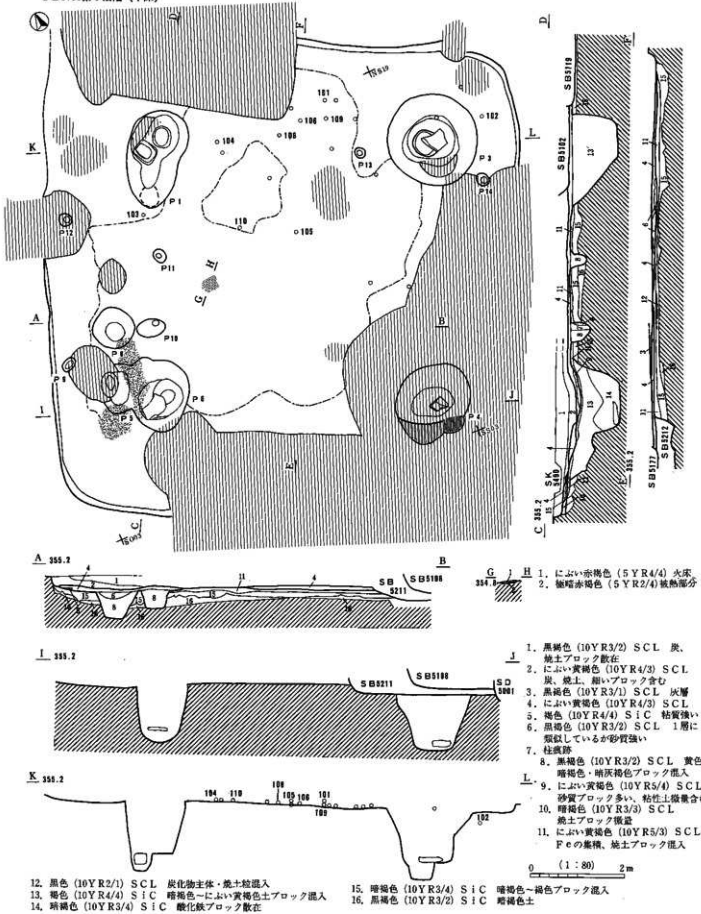 D
F
101
106
109
102
104
106
K
L
P13
P3
P14
P1
103
P12
110
105
P11
H
G
A
B
P10
P6
I
J
P4
E
C
D
F
SB5719
SB5102
SK
5400
C 355.2
E 355.2
SB5177
SB5212
A 355.2
B
SB
5211
SB5106
G
H
1. にぶい赤褐色 (5YR4/4) 火床
2. 極暗赤褐色 (5YR2/4) 被熱部分
I 355.2
J
SB5211
SB5108
SD
5001
K 355.2
L
104 110
108
105 106
101
109
102
1. 黒褐色 (10YR3/2) SCL 炭、
焼土ブロック散在
2. にぶい黄褐色 (10YR4/3) SCL
炭、焼土、細いブロック含む
3. 黒褐色 (10YR3/1) SCL 灰層
4. にぶい黄褐色 (10YR4/3) SCL
5. 褐色 (10YR4/4) SiC 粘質強い
6. 黒褐色 (10YR3/2) SCL 1層に
類似しているが砂質強い
7. 柱痕跡
8. 黒褐色 (10YR3/2) SCL 黄色
暗褐色・暗灰褐色ブロック混入
9. にぶい黄褐色 (10YR5/4) SCL
砂質ブロック多い、粘性土微量含
10. 暗褐色 (10YR3/3) SCL
焼土ブロック微量
11. にぶい黄褐色 (10YR5/3) SCL
Feの集積、焼土ブロック混入
0 (1:80) 2m
12. 黒色 (10YR2/1) SCL 炭化物主体・焼土粒混入
13. 褐色 (10YR4/4) SiC 暗褐色~にぶい黄褐色土ブロック混入
14. 暗褐色 (10YR3/4) SiC 酸化鉄ブロック散在
15. 暗褐色 (10YR3/4) SiC 暗褐色~褐色ブロック混入
16. 黒褐色 (10YR3/2) SiC 暗褐色土